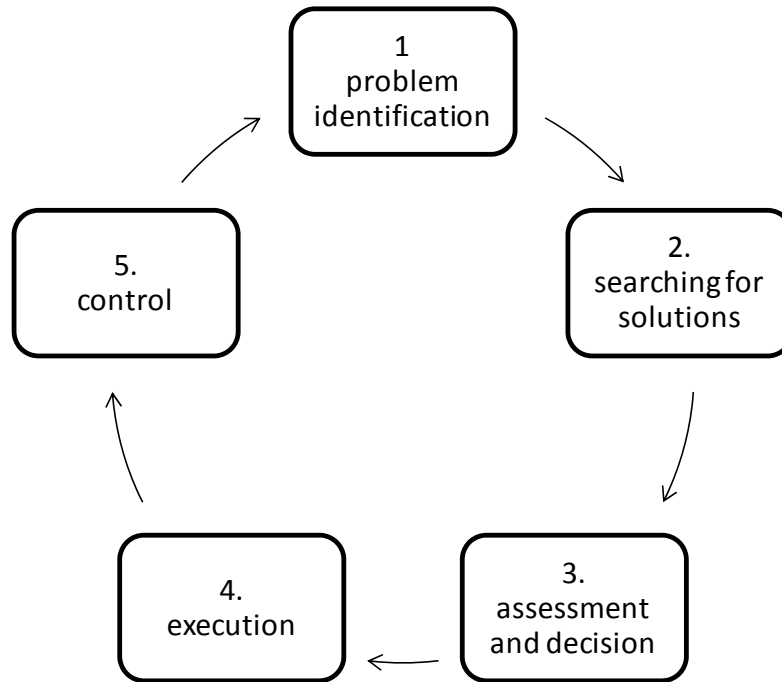 1
problem
identification
2.
searching for
solutions
3.
assessment
and decision
4.
execution
5.
control